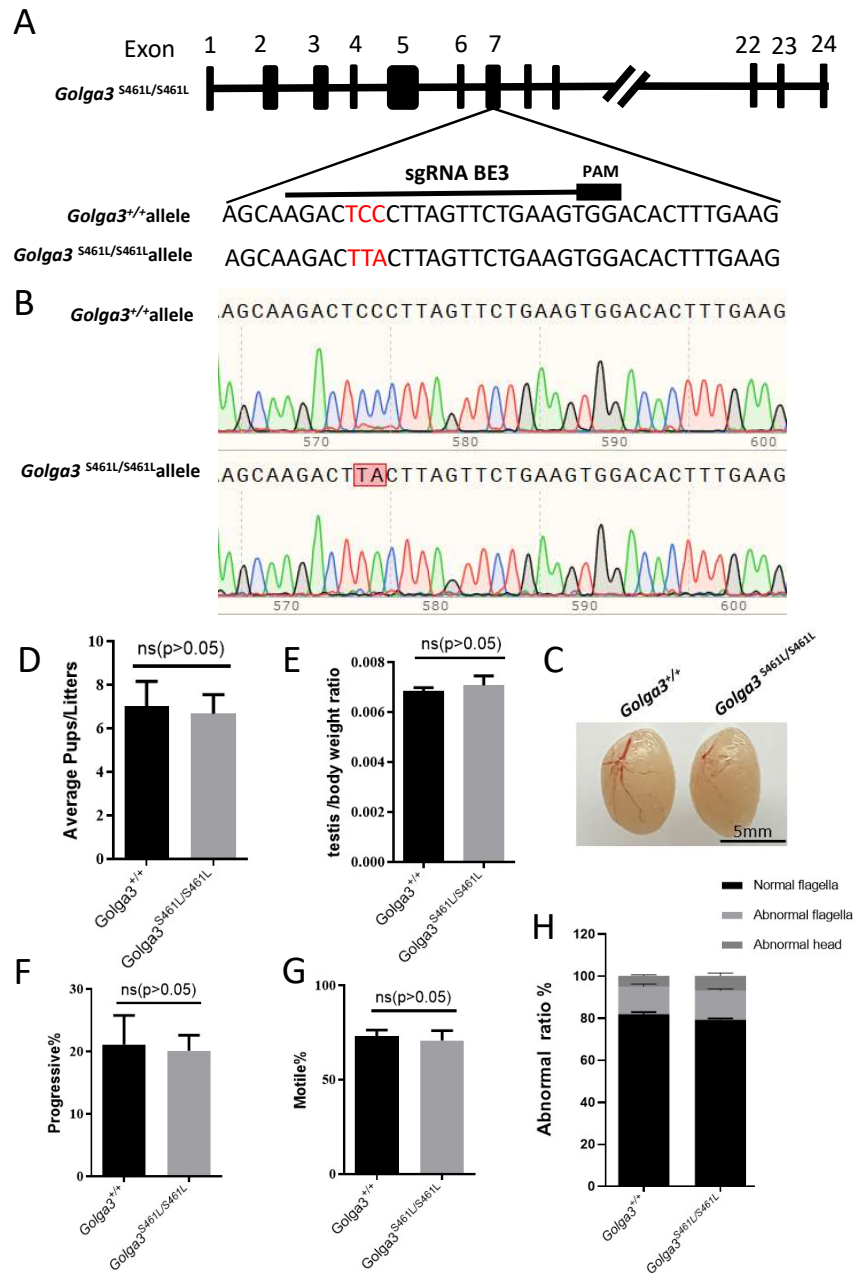 A
Exon 1 2 3 4 5 6 7 22 23 24
Golga3 S461L/S461L
sgRNA BE3 PAM
Golga3+/+allele AGCAAGACTCCCTTAGTTCTGAAGTGGACACTTTGAAG
Golga3 S461L/S461Lallele AGCAAGACTTACTTAGTTCTGAAGTGGACACTTTGAAG
B
Golga3+/+allele AGCAAGACTCCCTTAGTTCTGAAGTGGACACTTTGAAG
570 580 590 600
Golga3 S461L/S461Lallele AGCAAGACTTACTTAGTTCTGAAGTGGACACTTTGAAG
570 580 590 600
D
ns(p>0.05)
Average Pups/Litters
10
8
6
4
2
0
Golga3+/+
Golga3S461L/S461L
E
ns(p>0.05)
testis /body weight ratio
0.008
0.006
0.004
0.002
0.000
Golga3+/+
Golga3S461L/S461L
C
Golga3+/+
Golga3 S461L/S461L
5mm
F
ns(p>0.05)
Progressive%
30
20
10
0
Golga3+/+
Golga3S461L/S461L
G
ns(p>0.05)
Motile%
100
50
0
Golga3+/+
Golga3S461L/S461L
Normal flagella
Abnormal flagella
Abnormal head
H
Abnormal ratio %
120
100
80
60
40
20
0
Golga3+/+
Golga3S461L/S461L